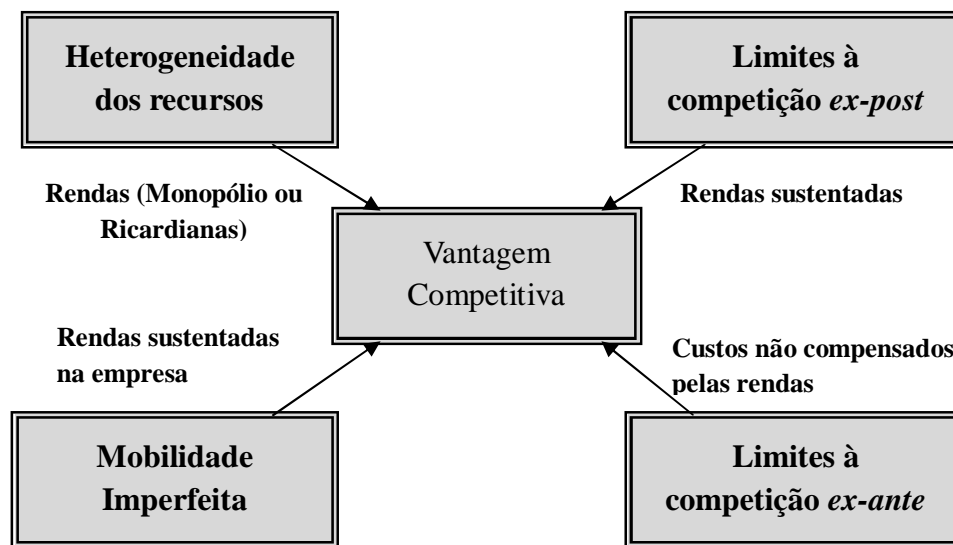 Heterogeneidade
dos recursos
Limites à
competição ex-post
Rendas (Monopólio ou
Ricardianas)
Rendas sustentadas
Vantagem
Competitiva
Rendas sustentadas
na empresa
Custos não compensados
pelas rendas
Mobilidade
Imperfeita
Limites à
competição ex-ante